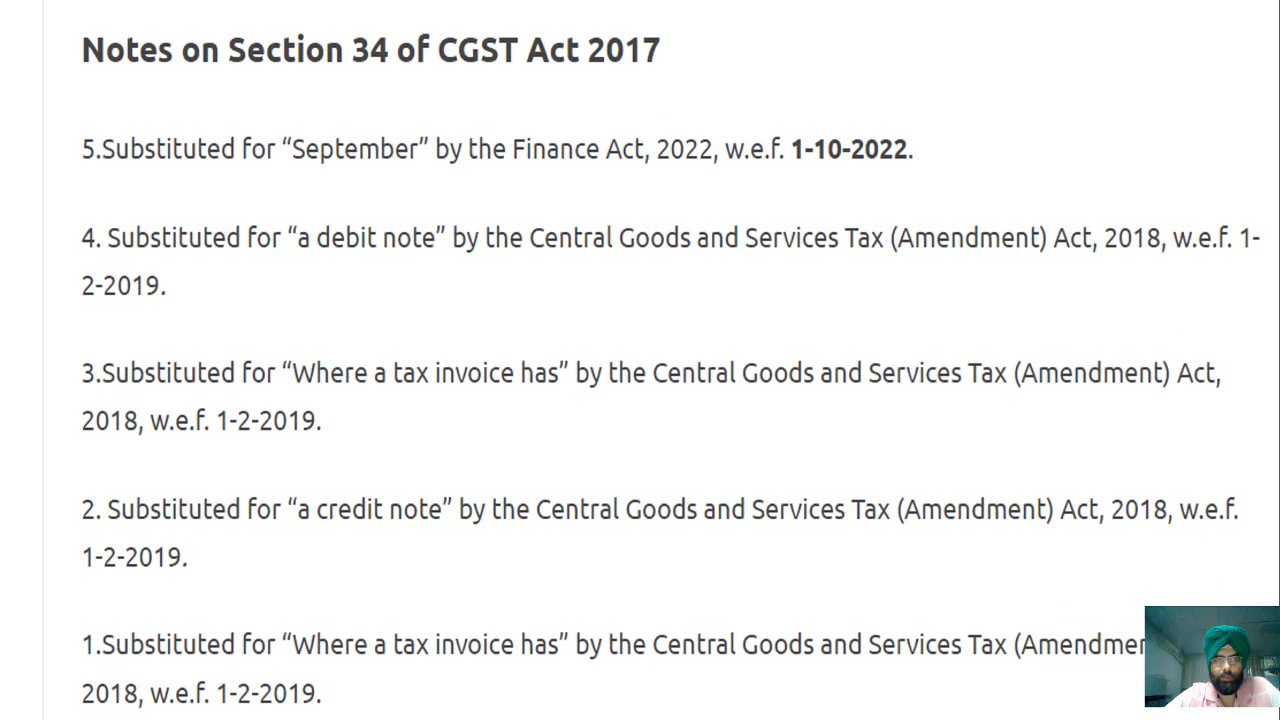 Notes on Section 34 of CGST Act 2017
5.Substituted for “September” by the Finance Act, 2022, w.e.f. 1-10-2022.
4. Substituted for “a debit note” by the Central Goods and Services Tax (Amendment) Act, 2018, w.e.f. 1-
2-2019.
3.Substituted for “Where a tax invoice has” by the Central Goods and Services Tax (Amendment) Act,
2018, w.e.f. 1-2-2019.
2. Substituted for “a credit note” by the Central Goods and Services Tax (Amendment) Act, 2018, w.e.f.
1-2-2019.
1.Substituted for “Where a tax invoice has” by the Central Goods and Services Tax
2018, w.e.f. 1-2-2019.